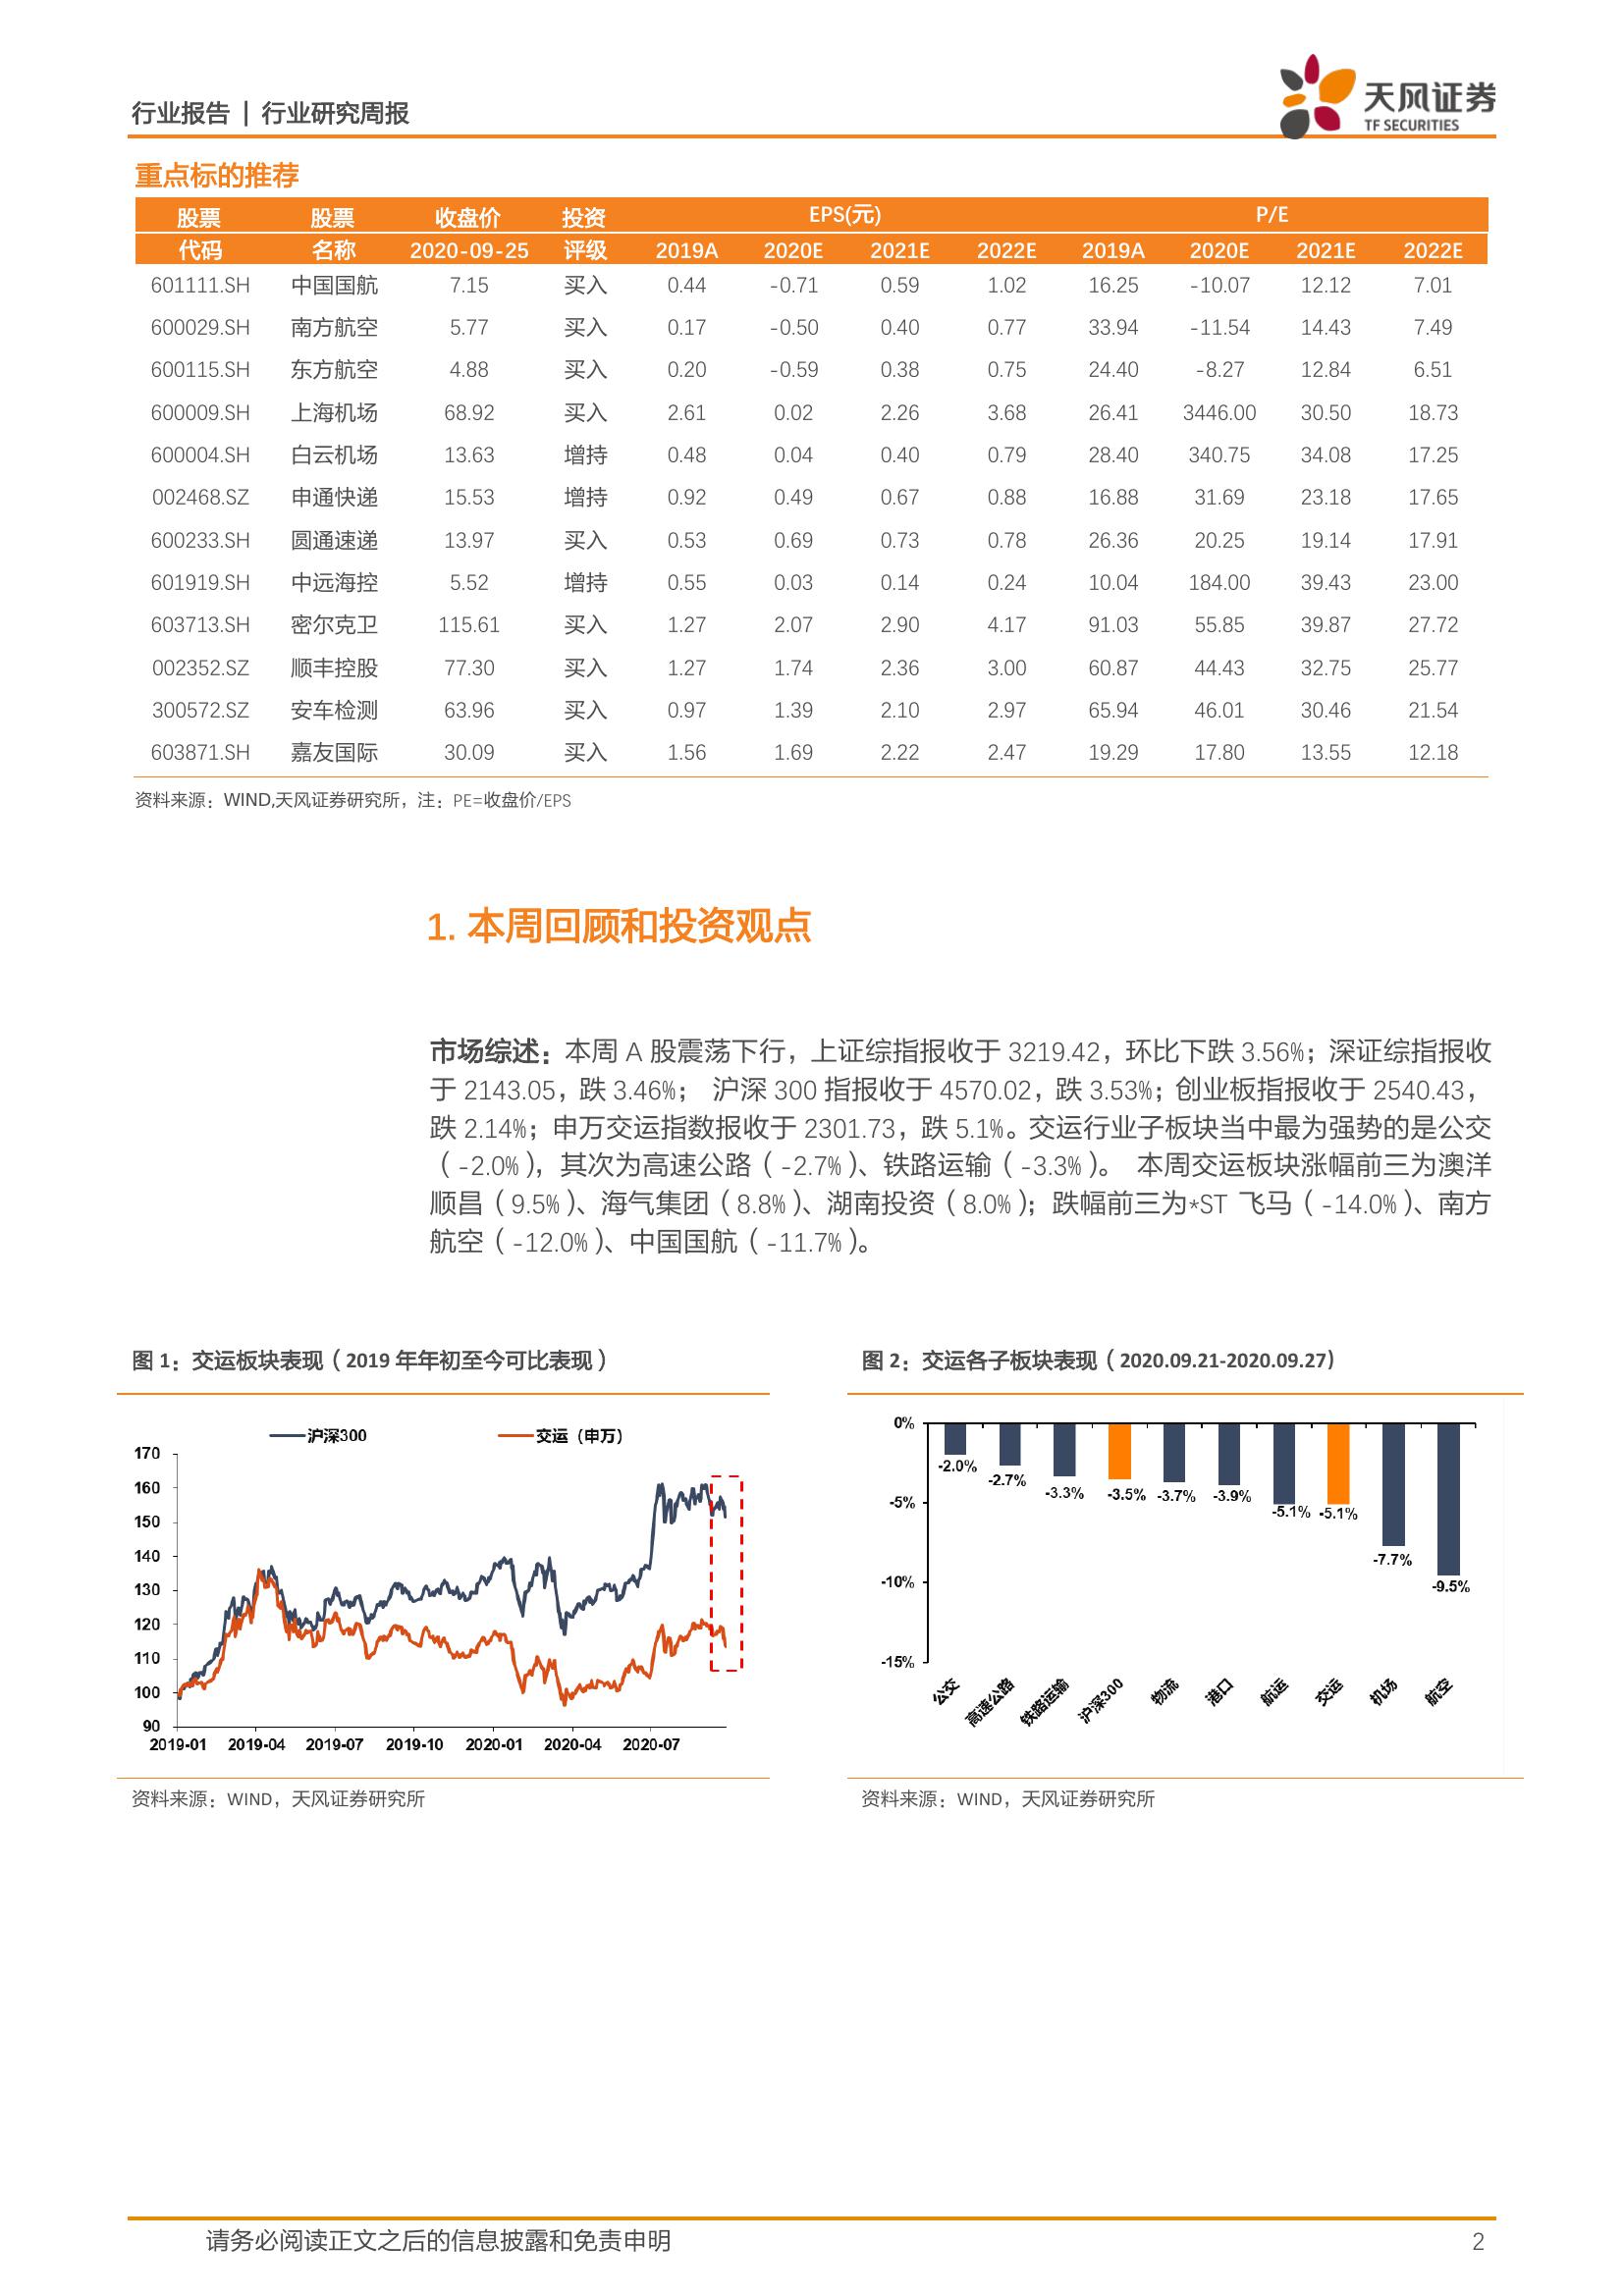 行业报告 | 行业研究周报
天风证券
TF SECURITIES
重点标的推荐
股票 股票 收盘价 投资 EPS(元) P/E
代码 名称 2020-09-25 评级 2019A 2020E 2021E 2022E 2019A 2020E 2021E 2022E
601111.SH 中国国航 7.15 买入 0.44 -0.71 0.59 1.02 16.25 -10.07 12.12 7.01
600029.SH 南方航空 5.77 买入 0.17 -0.50 0.40 0.77 33.94 -11.54 14.43 7.49
600115.SH 东方航空 4.88 买入 0.20 -0.59 0.38 0.75 24.40 -8.27 12.84 6.51
600009.SH 上海机场 68.92 买入 2.61 0.02 2.26 3.68 26.41 3446.00 30.50 18.73
600004.SH 白云机场 13.63 增持 0.48 0.04 0.40 0.79 28.40 340.75 34.08 17.25
002468.SZ 申通快递 15.53 增持 0.92 0.49 0.67 0.88 16.88 31.69 23.18 17.65
600233.SH 圆通速递 13.97 买入 0.53 0.69 0.73 0.78 26.36 20.25 19.14 17.91
601919.SH 中远海控 5.52 增持 0.55 0.03 0.14 0.24 10.04 184.00 39.43 23.00
603713.SH 密尔克卫 115.61 买入 1.27 2.07 2.90 4.17 91.03 55.85 39.87 27.72
002352.SZ 顺丰控股 77.30 买入 1.27 1.74 2.36 3.00 60.87 44.43 32.75 25.77
300572.SZ 安车检测 63.96 买入 0.97 1.39 2.10 2.97 65.94 46.01 30.46 21.54
603871.SH 嘉友国际 30.09 买入 1.56 1.69 2.22 2.47 19.29 17.80 13.55 12.18
资料来源：WIND,天风证券研究所，注：PE=收盘价/EPS
1. 本周回顾和投资观点
市场综述：本周 A 股震荡下行，上证综指报收于 3219.42，环比下跌 3.56%；深证综指报收
于 2143.05，跌 3.46%； 沪深 300 指报收于 4570.02，跌 3.53%；创业板指报收于 2540.43，
跌 2.14%；申万交运指数报收于 2301.73，跌 5.1%。交运行业子板块当中最为强势的是公交
（-2.0%），其次为高速公路（-2.7%）、铁路运输（-3.3%）。 本周交运板块涨幅前三为澳洋
顺昌（9.5%）、海气集团（8.8%）、湖南投资（8.0%）；跌幅前三为*ST 飞马（-14.0%）、南方
航空（-12.0%）、中国国航（-11.7%）。
图 1：交运板块表现（2019 年年初至今可比表现）
沪深300 交运（申万）
170
160
150
140
130
120
110
100
90
2019-01 2019-04 2019-07 2019-10 2020-01 2020-04 2020-07
资料来源：WIND，天风证券研究所
图 2：交运各子板块表现（2020.09.21-2020.09.27）
0%
-5%
-10%
-15%
-2.0% -2.7% -3.3% -3.5% -3.7% -3.9% -5.1% -5.1% -7.7% -9.5%
公交 高速公路 铁路运输 沪深300 物流 港口 航运 交运 机场 航空
资料来源：WIND，天风证券研究所
请务必阅读正文之后的信息披露和免责申明 2